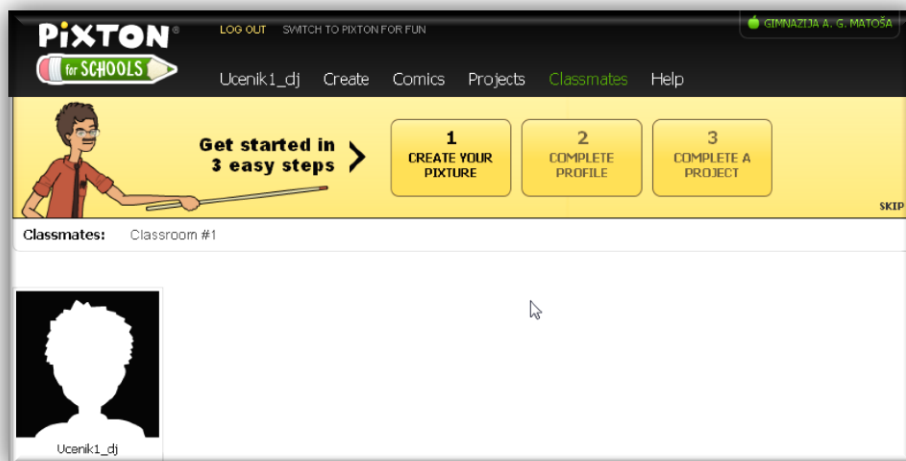 PiXTON®
for SCHOOLS
LOG OUT SWITCH TO PIXTON FOR FUN
GIMNAZIJA A. G. MATOŠA
Ucenik1_dj Create Comics Projects Classmates Help
Get started in
3 easy steps >
1
CREATE YOUR
PIXTURE
2
COMPLETE
PROFILE
3
COMPLETE A
PROJECT
SKIP
Classmates: Classroom #1
Ucenik1_dj